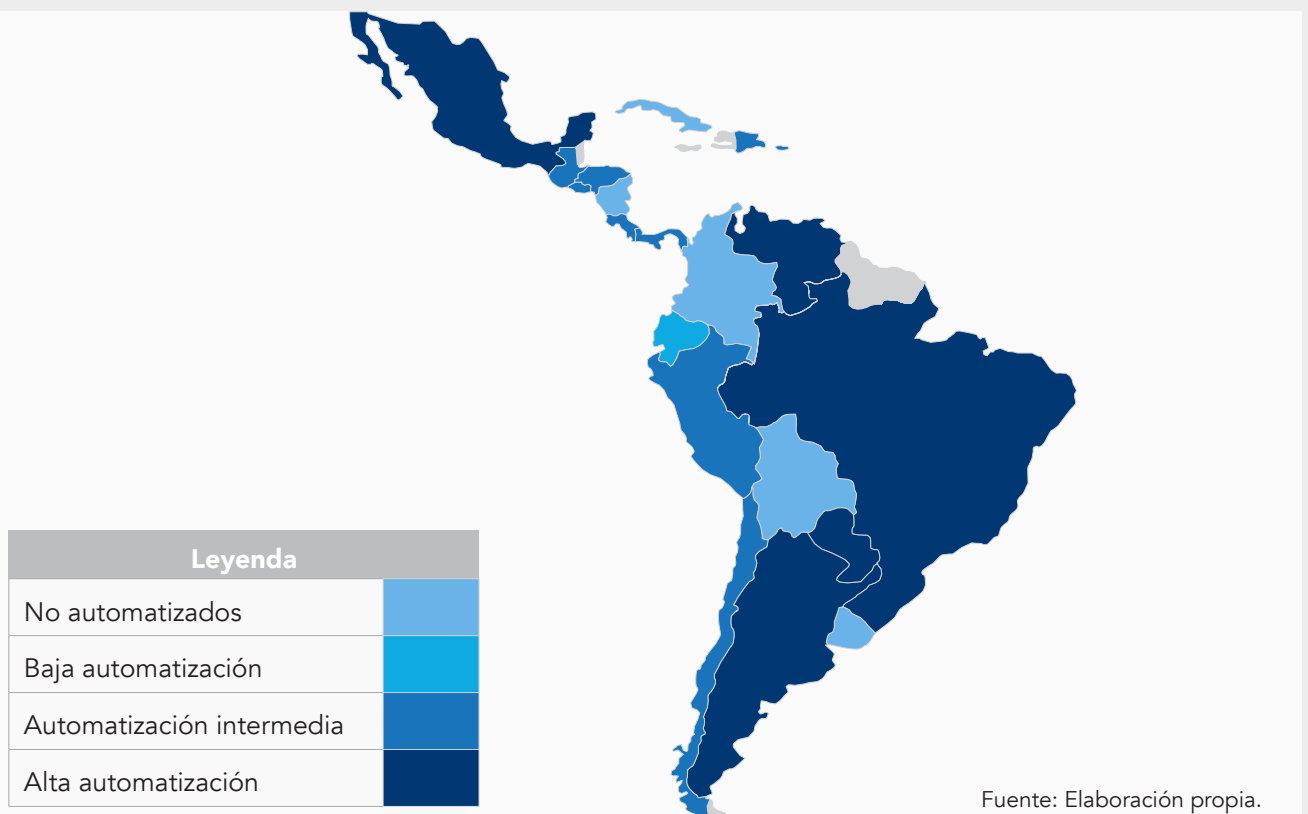 Leyenda
No automatizados
Baja automatización
Automatización intermedia
Alta automatización
Fuente: Elaboración propia.